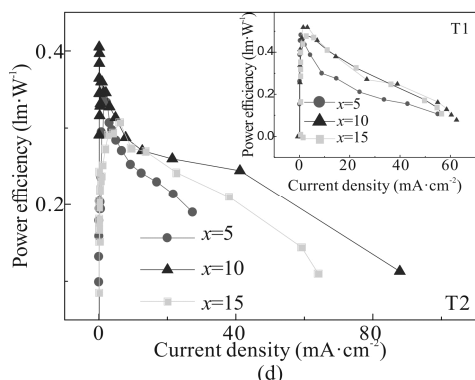 T1
Power efficiency (lm·W⁻¹)
0.4
0.2
0.0
x=5
x=10
x=15
0 20 40 60
Current density (mA·cm⁻²)
Power efficiency (lm·W⁻¹)
0.4
0.2
x=5
x=10
x=15
T2
0 40 80
Current density (mA·cm⁻²)
(d)